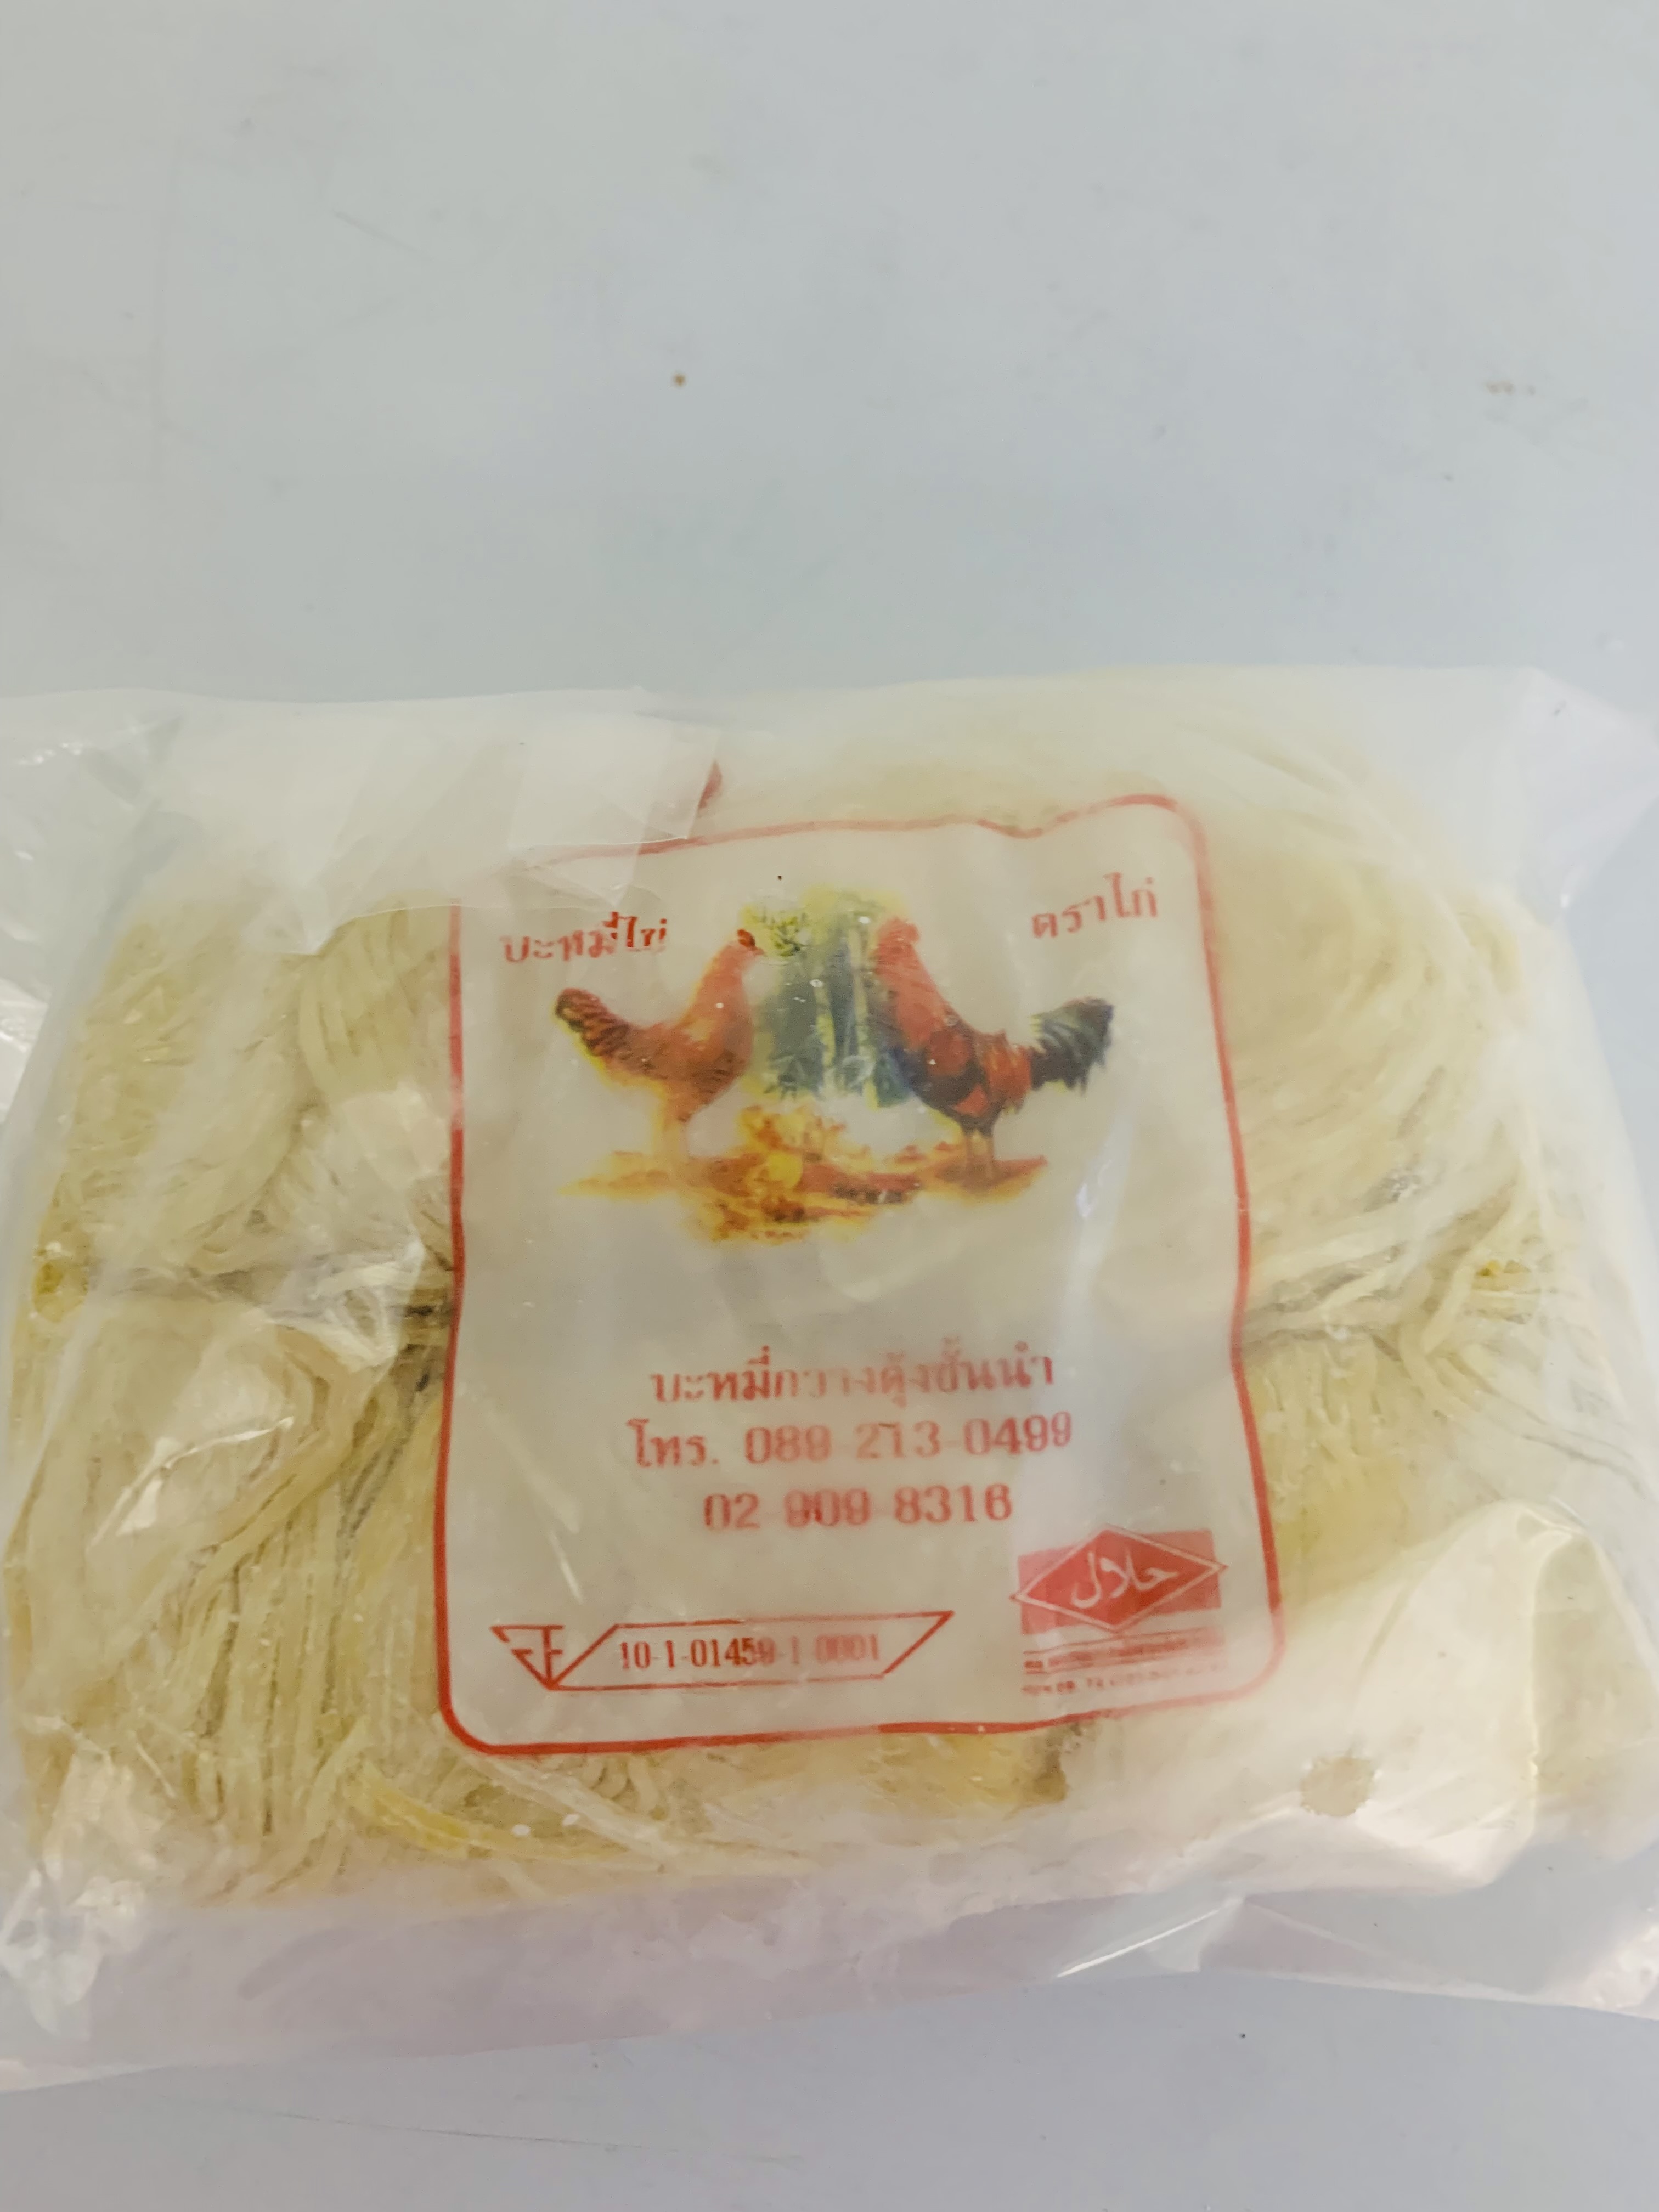 บะหมี่ไข่
ตราไก่
บะหมี่กวางตุ้งชั้นนำ
โทร. 089-213-0499
02-909-8316
حلال
10-1-01459-1-0001